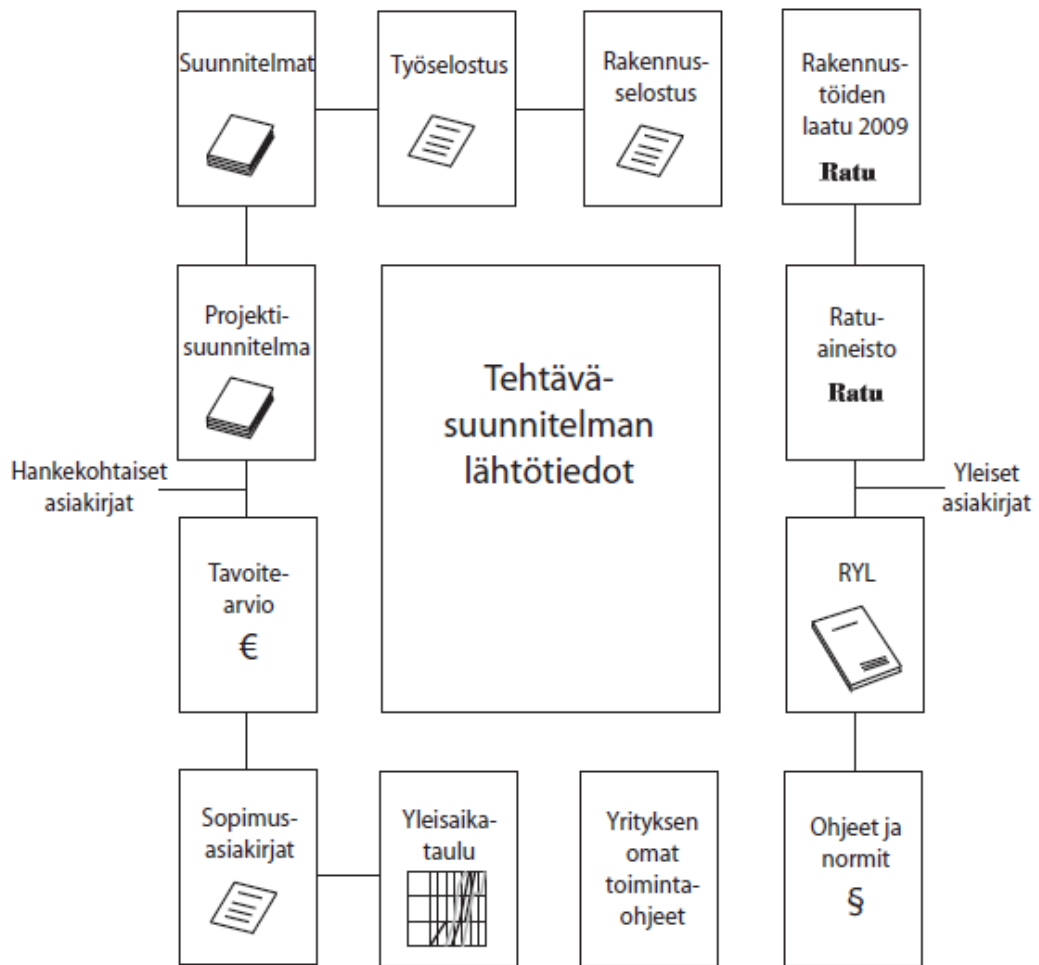 Suunnitelmat
Työselostus
Rakennus-
selostus
Rakennus-
töiden
laatu 2009
Ratu
Projekti-
suunnitelma
Tehtävä-
suunnitelman
lähtötiedot
Ratu-
aineisto
Ratu
Hankekohtaiset
asiakirjat
Yleiset
asiakirjat
Tavoite-
arvio
€
RYL
Sopimus-
asiakirjat
Yleisaika-
taulu
Yrityksen
omat
toiminta-
ohjeet
Ohjeet ja
normit
§